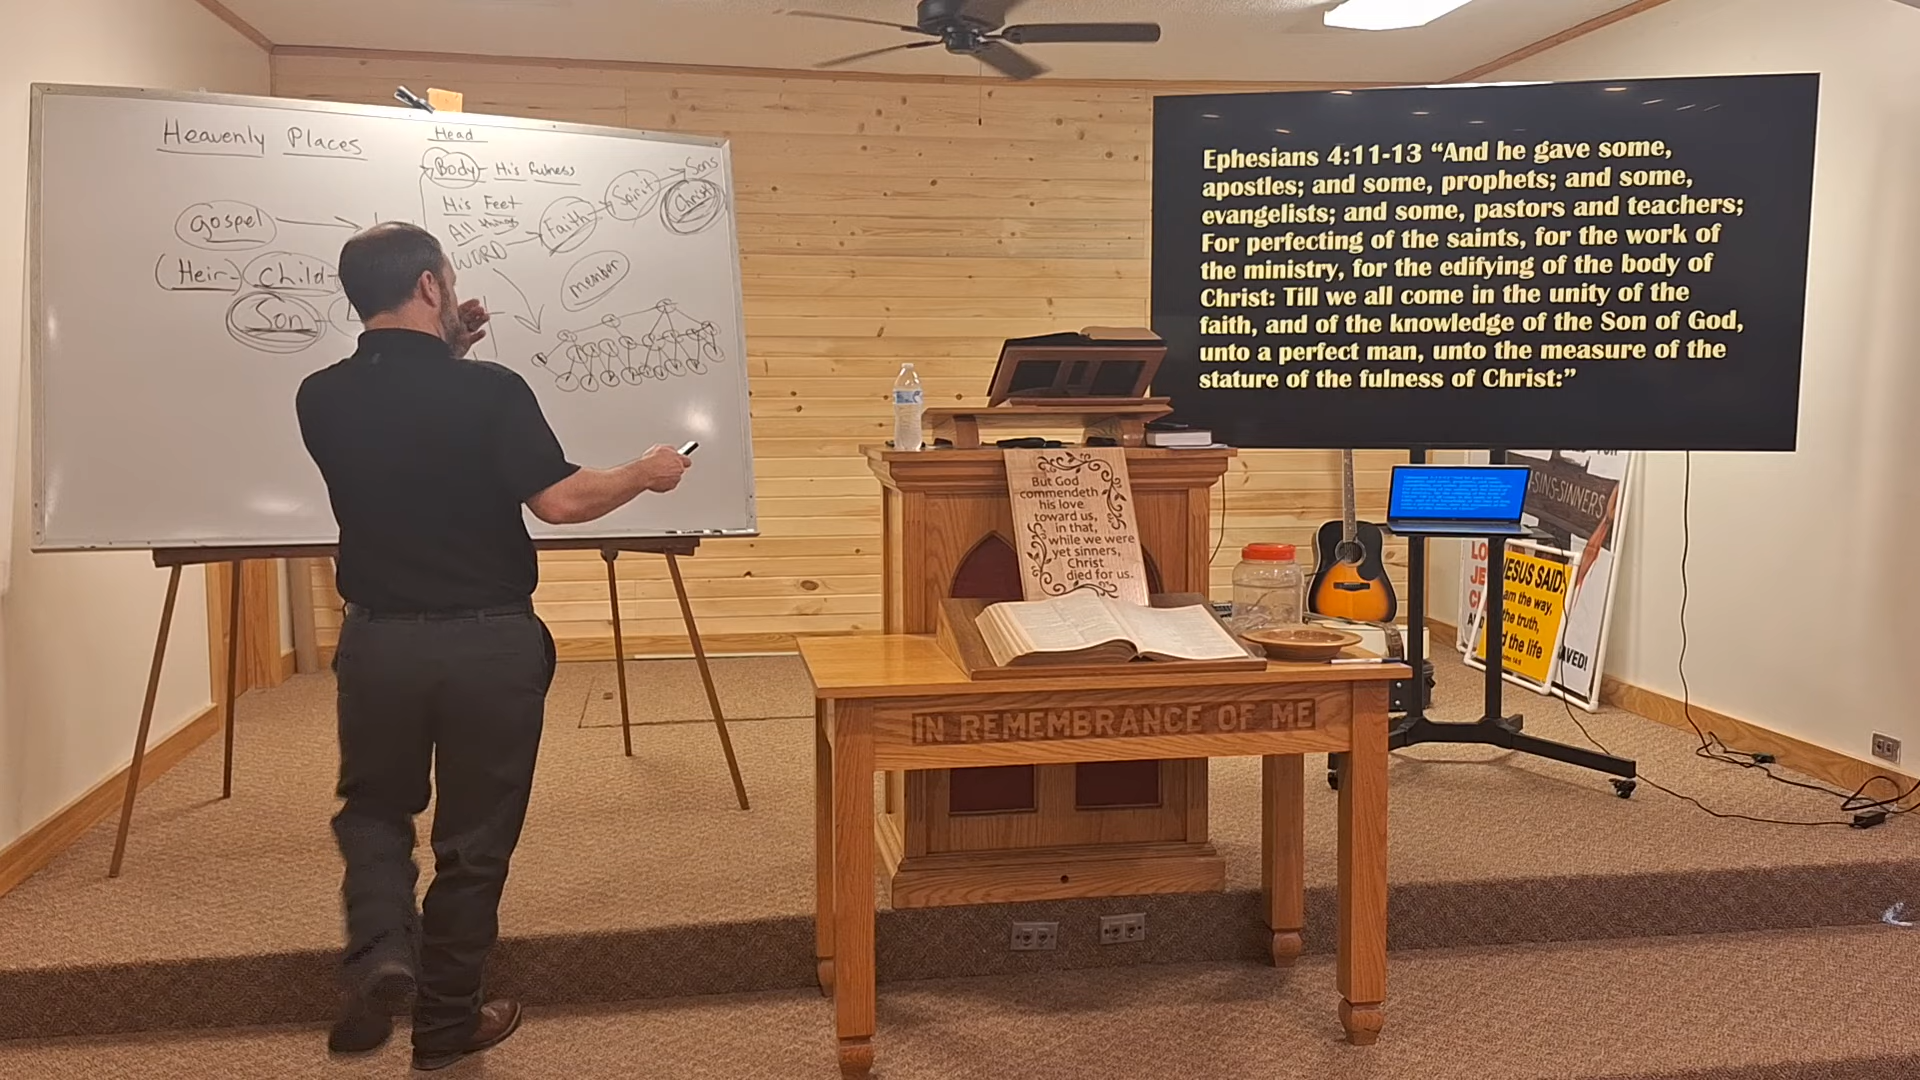 Heavenly Places
Head
Body - His fulness
His Feet
All things
WORD
Faith
Spirit
Sons
Christ
gospel
(Heir - Child -
Son
member
Ephesians 4:11-13 “And he gave some,
apostles; and some, prophets; and some,
evangelists; and some, pastors and teachers;
For perfecting of the saints, for the work of
the ministry, for the edifying of the body of
Christ: Till we all come in the unity of the
faith, and of the knowledge of the Son of God,
unto a perfect man, unto the measure of the
stature of the fulness of Christ:”
But God
commendeth
his love
toward us,
in that,
while we were
yet sinners,
Christ
died for us.
IN REMEMBRANCE OF ME
SINS-SINNERS
LO
JE
JESUS SAID:
am the way,
the truth,
d the life
AVED!